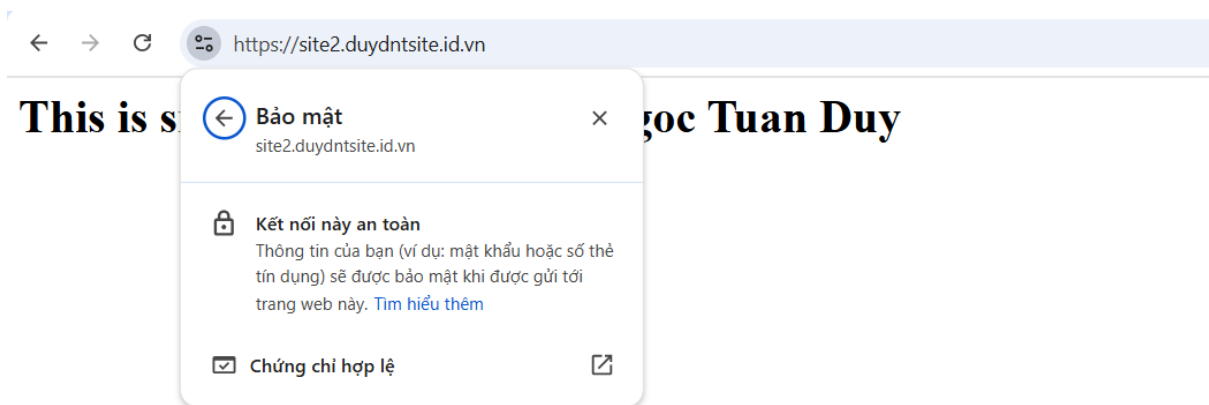 https://site2.duydntsite.id.vn
This is goc Tuan Duy
Bảo mật
site2.duydntsite.id.vn
Kết nối này an toàn
Thông tin của bạn (ví dụ: mật khẩu hoặc số thẻ
tín dụng) sẽ được bảo mật khi được gửi tới
trang web này. Tìm hiểu thêm
Chứng chỉ hợp lệ